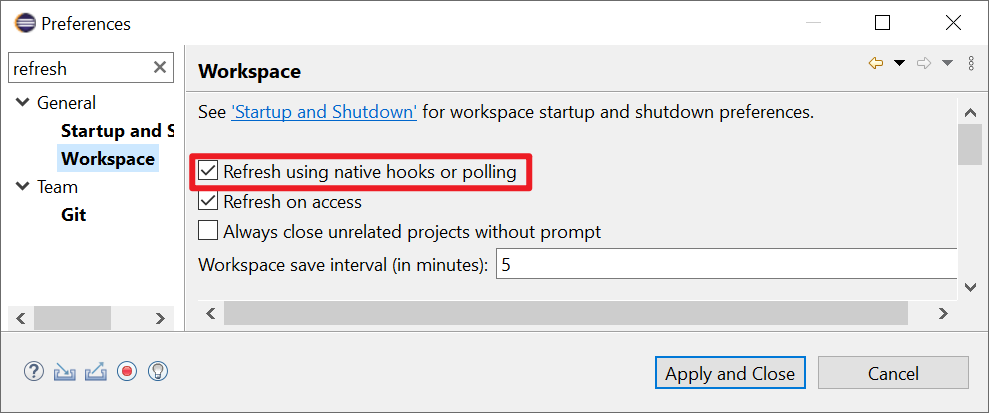 Preferences
refresh
General
Startup and S
Workspace
Team
Git
Workspace
See 'Startup and Shutdown' for workspace startup and shutdown preferences.
Refresh using native hooks or polling
Refresh on access
Always close unrelated projects without prompt
Workspace save interval (in minutes): 5
Apply and Close
Cancel